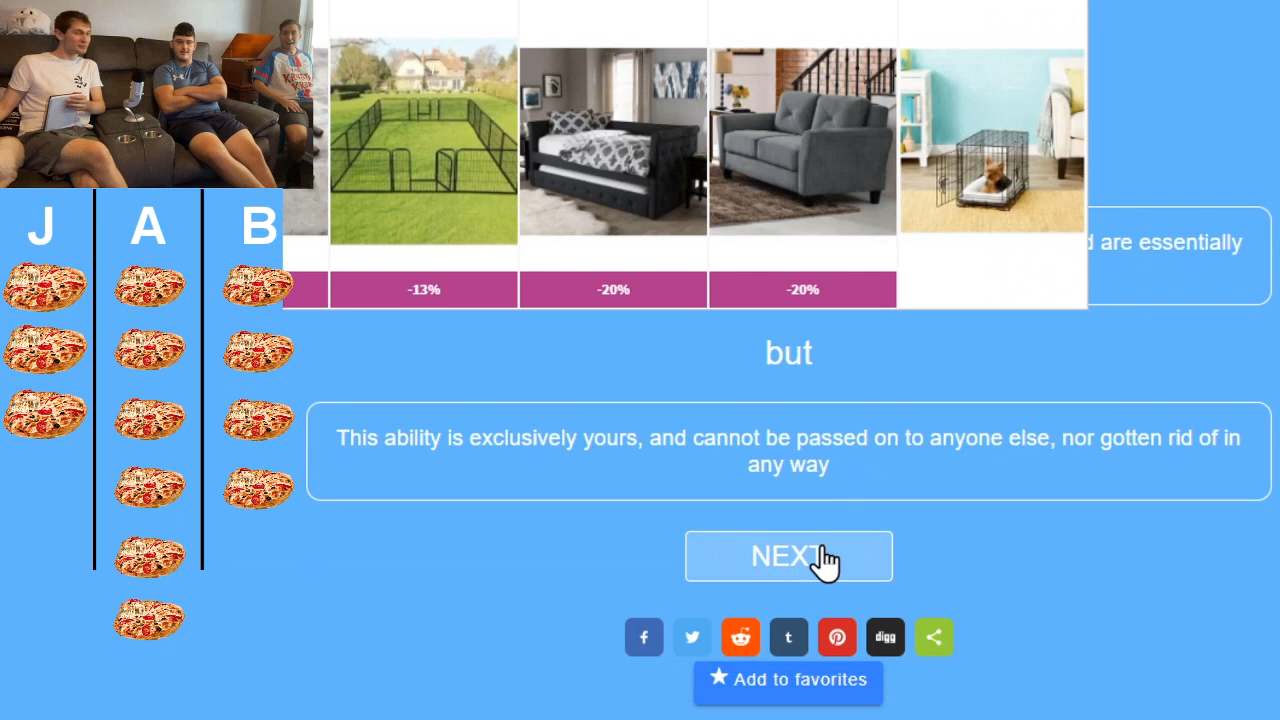 J A B
-13% -20% -20%
d are essentially
but
This ability is exclusively yours, and cannot be passed on to anyone else, nor gotten rid of in
any way
NEXT
digg
Add to favorites